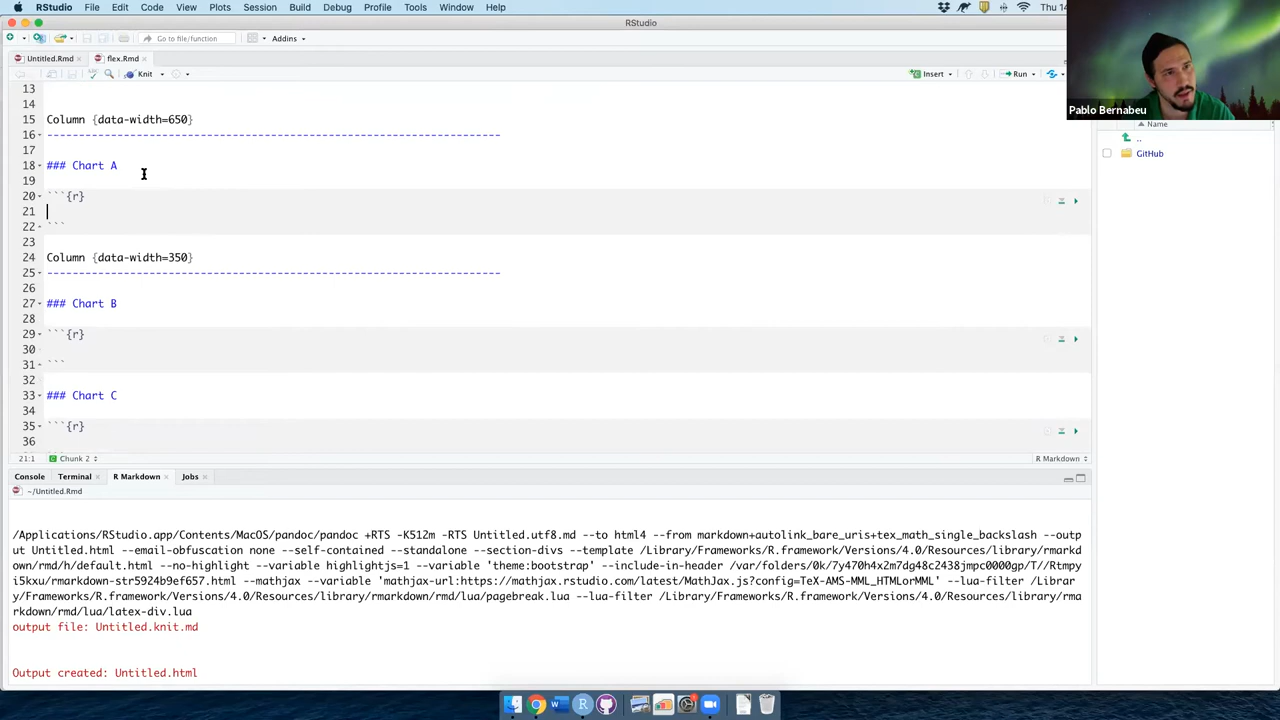 RStudio File Edit Code View Plots Session Build Debug Profile Tools Window Help Thu 14
RStudio
Go to file/function Addins
Untitled.Rmd flex.Rmd
Knit Insert Run
Pablo Bernabeu
Name
..
GitHub
13
14
15 Column {data-width=650}
16 -----------------------------------------------------------------------
17
18 ### Chart A
19
20 ```{r}
21
22 ```
23
24 Column {data-width=350}
25 -----------------------------------------------------------------------
26
27 ### Chart B
28
29 ```{r}
30
31 ```
32
33 ### Chart C
34
35 ```{r}
36
21:1 Chunk 2 R Markdown
Console Terminal R Markdown Jobs
~/Untitled.Rmd
/Applications/RStudio.app/Contents/MacOS/pandoc/pandoc +RTS -K512m -RTS Untitled.utf8.md --to html4 --from markdown+autolink_bare_uris+tex_math_single_backslash --outp
ut Untitled.html --email-obfuscation none --self-contained --standalone --section-divs --template /Library/Frameworks/R.framework/Versions/4.0/Resources/library/rmarkd
own/rmd/h/default.html --no-highlight --variable highlightjs=1 --variable 'theme:bootstrap' --include-in-header /var/folders/0k/7y470h4x2m7dg48c2438jmpc0000gp/T//Rtmpy
i5kxu/rmarkdown-str5924b9ef657.html --mathjax --variable 'mathjax-url:https://mathjax.rstudio.com/latest/MathJax.js?config=TeX-AMS-MML_HTMLorMML' --lua-filter /Librar
y/Frameworks/R.framework/Versions/4.0/Resources/library/rmarkdown/rmd/lua/pagebreak.lua --lua-filter /Library/Frameworks/R.framework/Versions/4.0/Resources/library/rma
rkdown/rmd/lua/latex-div.lua
output file: Untitled.knit.md
Output created: Untitled.html